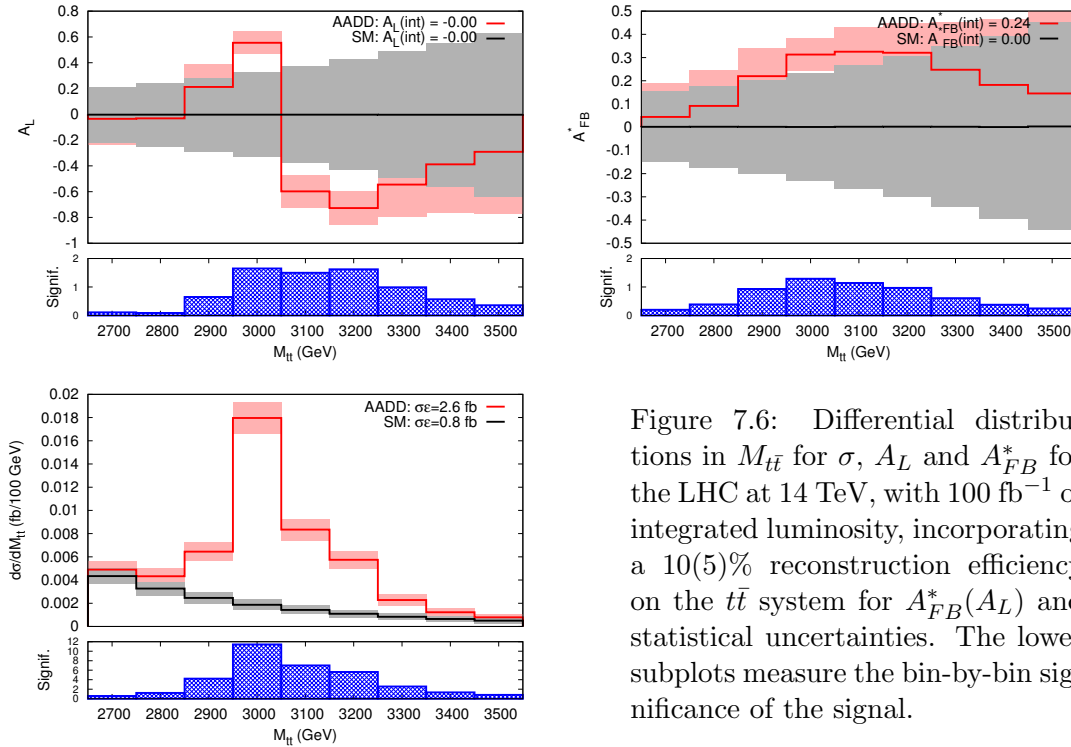 AADD: A_L(int) = -0.00
SM: A_L(int) = -0.00
0.8
0.6
0.4
0.2
0
-0.2
-0.4
-0.6
-0.8
-1
A_L
2
1
0
Signif.
2700 2800 2900 3000 3100 3200 3300 3400 3500
M_tt (GeV)
AADD: A*_FB(int) = 0.24
SM: A*_FB(int) = 0.00
0.5
0.4
0.3
0.2
0.1
0
-0.1
-0.2
-0.3
-0.4
-0.5
A*_FB
2
1
0
Signif.
2700 2800 2900 3000 3100 3200 3300 3400 3500
M_tt (GeV)
AADD: σε=2.6 fb
SM: σε=0.8 fb
0.02
0.018
0.016
0.014
0.012
0.01
0.008
0.006
0.004
0.002
0
dσ/dM_tt (fb/100 GeV)
12
10
8
6
4
2
0
Signif.
2700 2800 2900 3000 3100 3200 3300 3400 3500
M_tt (GeV)
Figure 7.6: Differential distribu
tions in M_{tt̄} for σ, A_L and A*_FB fo
the LHC at 14 TeV, with 100 fb⁻¹ o
integrated luminosity, incorporating
a 10(5)% reconstruction efficiency
on the tt̄ system for A*_FB(A_L) and
statistical uncertainties. The lowe
subplots measure the bin-by-bin sig
nificance of the signal.